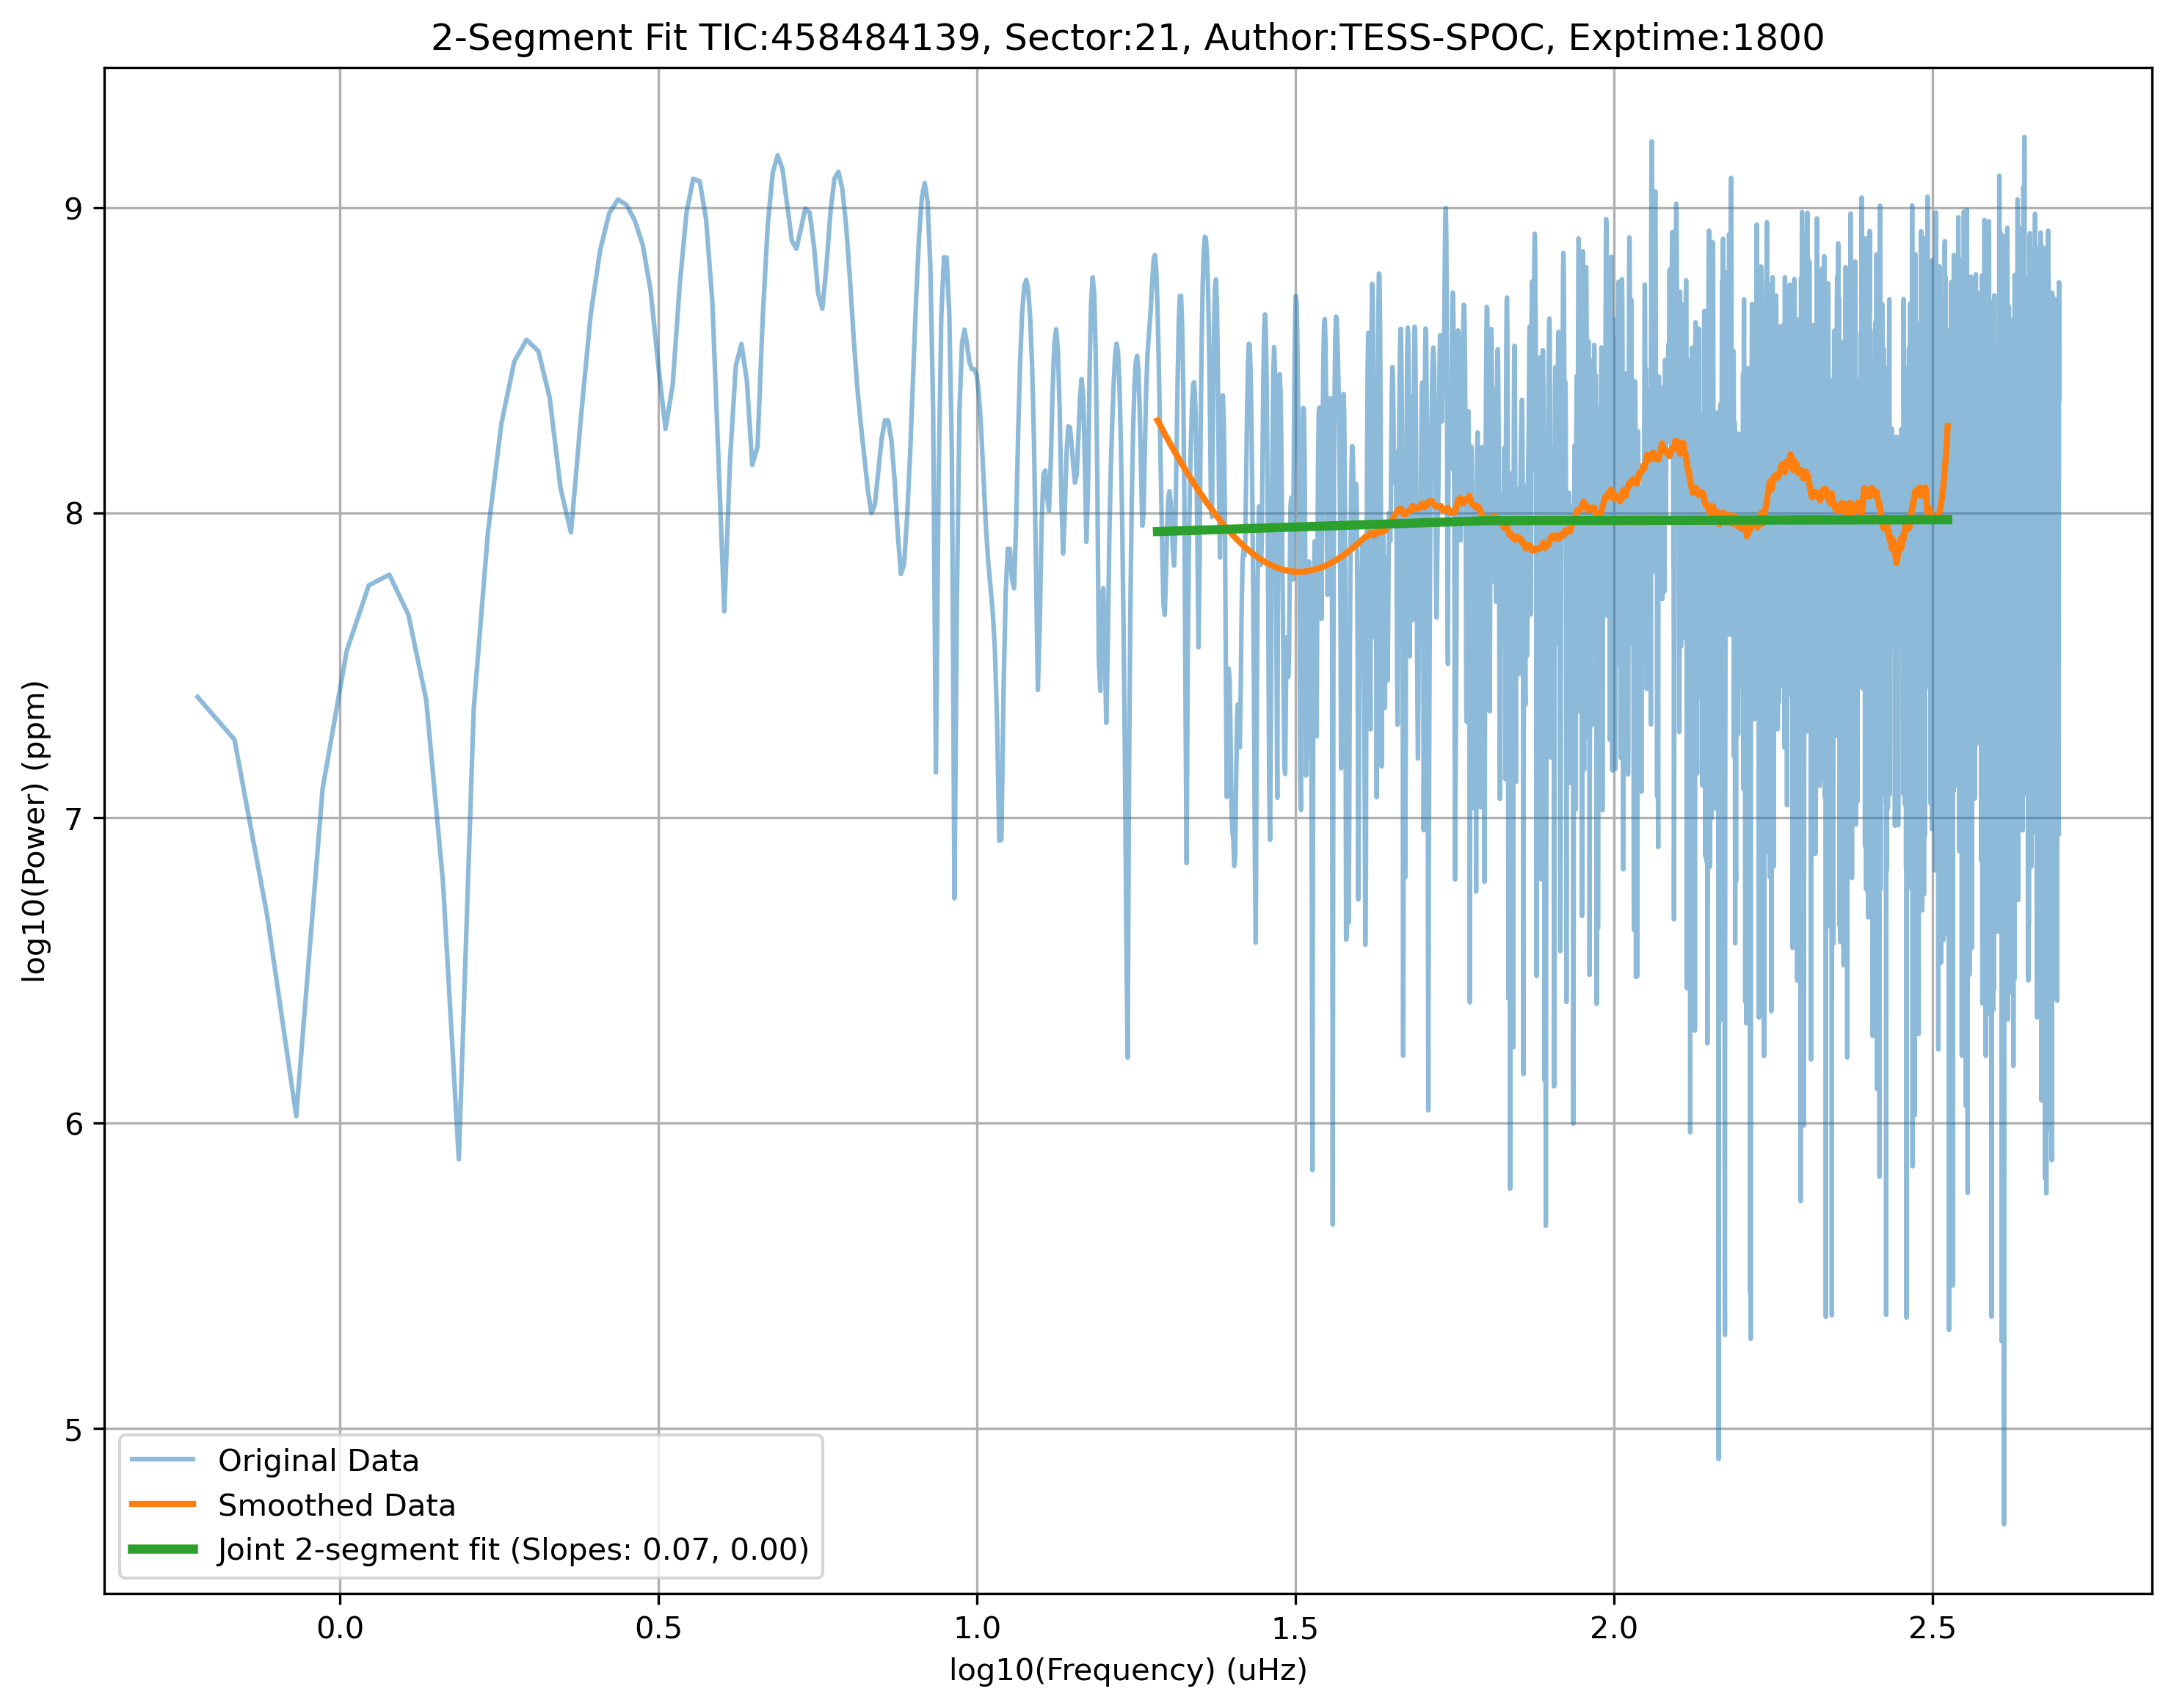 2-Segment Fit TIC:458484139, Sector:21, Author:TESS-SPOC, Exptime:1800
log10(Power) (ppm)
9
8
7
6
5
Original Data
Smoothed Data
Joint 2-segment fit (Slopes: 0.07, 0.00)
0.0 0.5 1.0 1.5 2.0 2.5
log10(Frequency) (uHz)